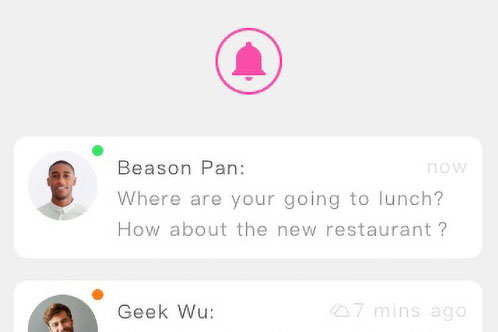 Beason Pan:
now
Where are your going to lunch?
How about the new restaurant ?
Geek Wu:
7 mins ago